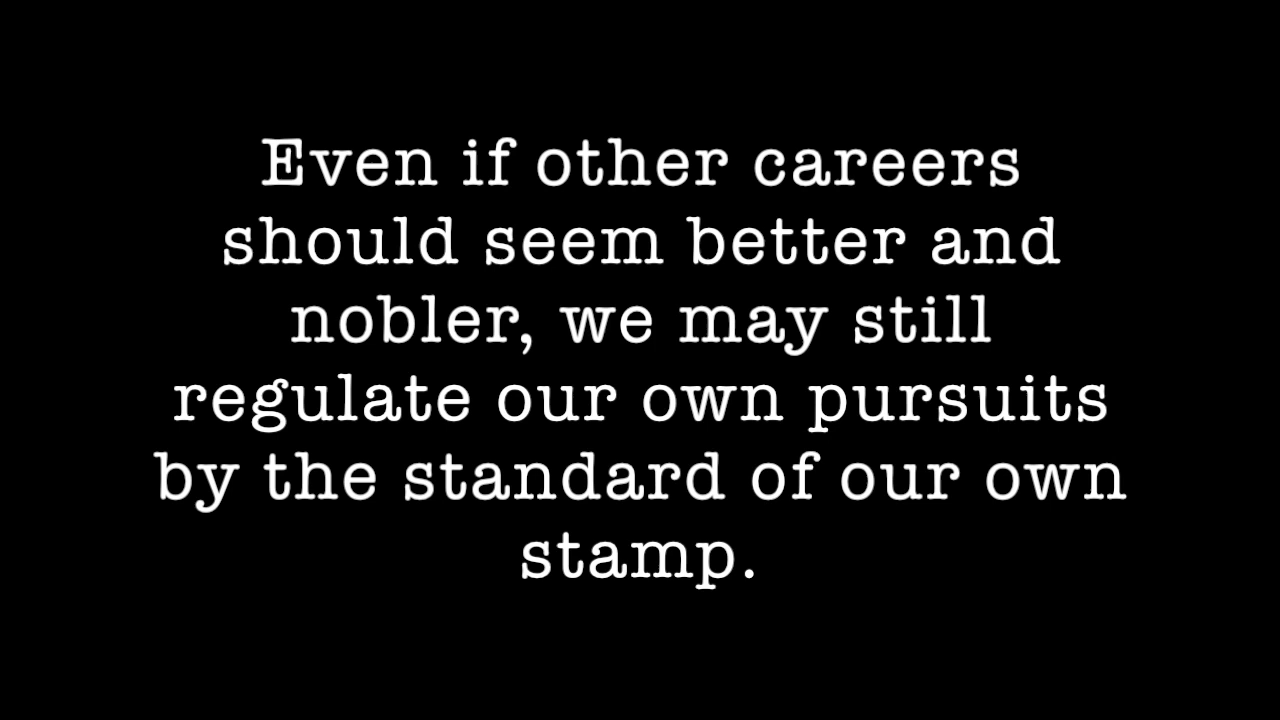 Even if other careers
should seem better and
nobler, we may still
regulate our own pursuits
by the standard of our own
stamp.